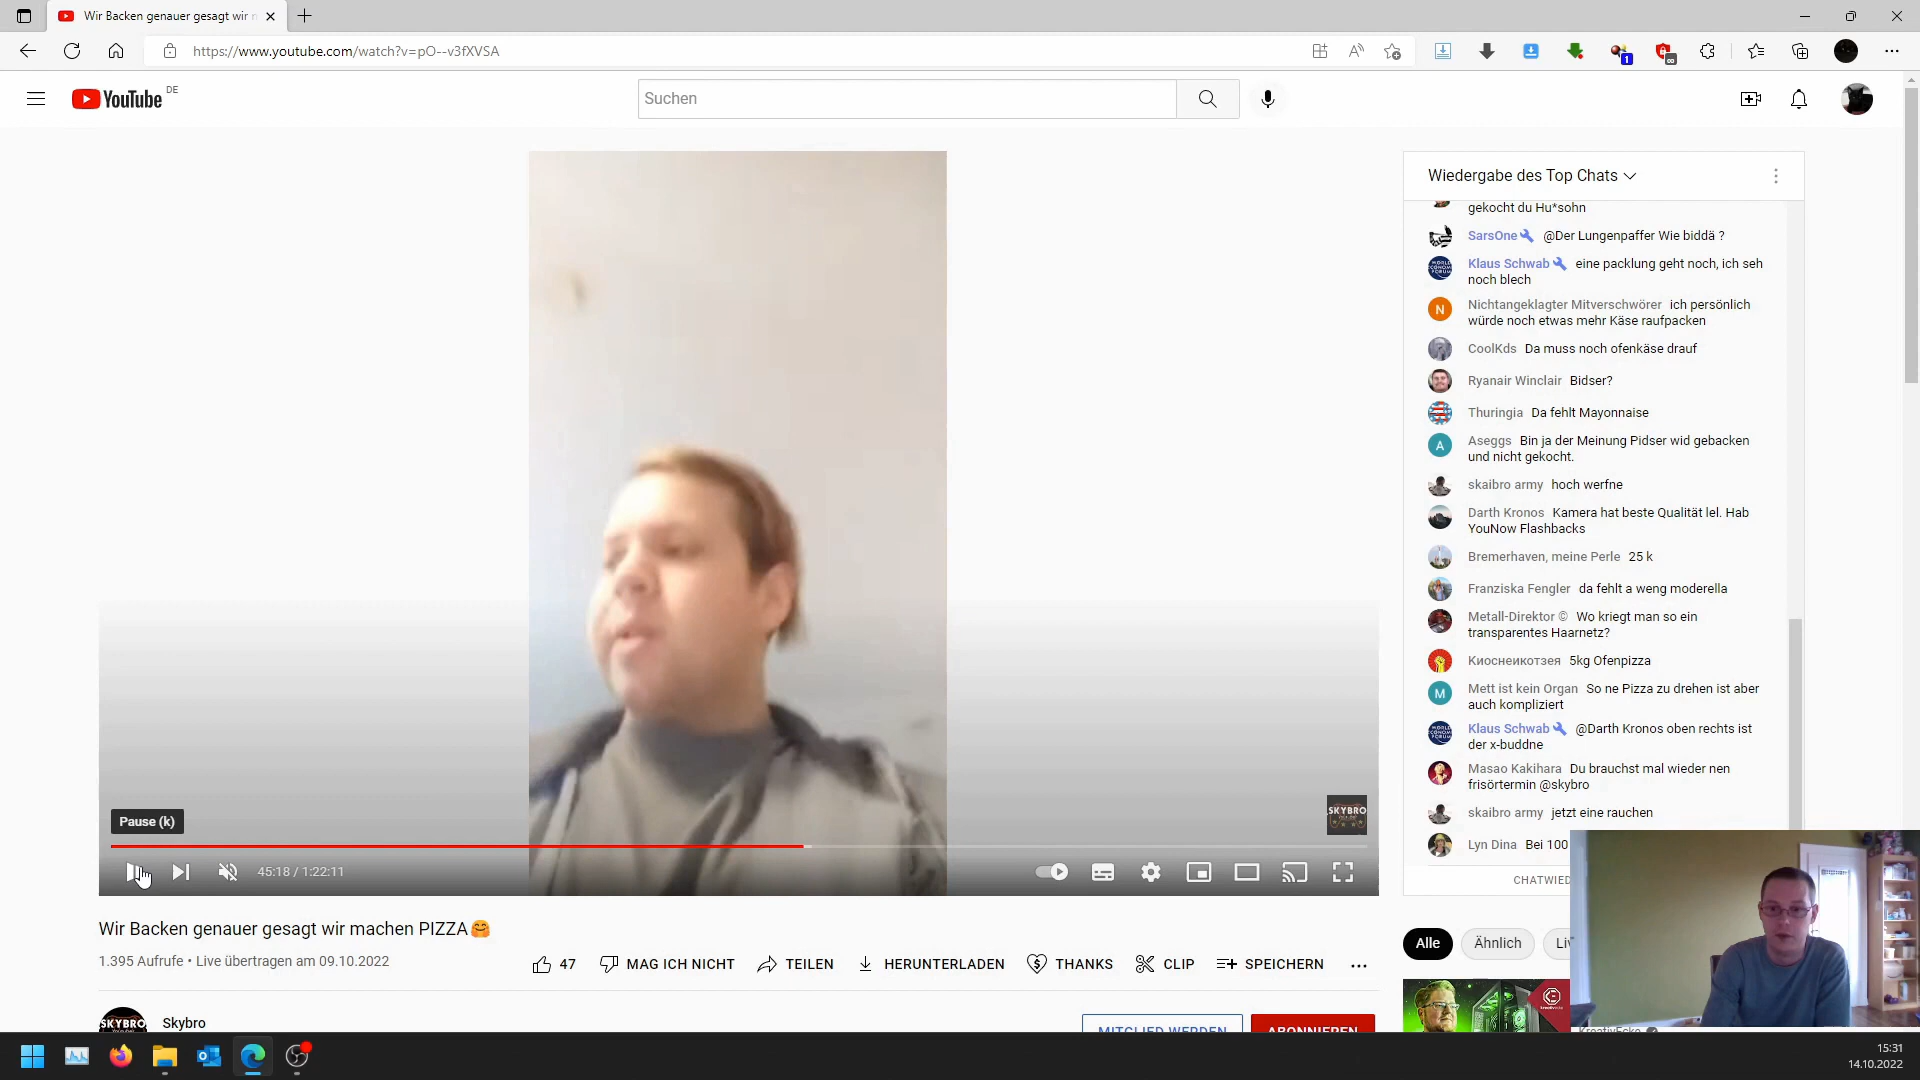 Wir Backen genauer gesagt wir
https://www.youtube.com/watch?v=pO--v3fXVSA
1
YouTube DE
Suchen
Wiedergabe des Top Chats
gekocht du Hu*sohn
SarsOne @Der Lungenpaffer Wie biddä ?
Klaus Schwab eine packlung geht noch, ich seh
noch blech
Nichtangeklagter Mitverschwörer ich persönlich
würde noch etwas mehr Käse raufpacken
CoolKds Da muss noch ofenkäse drauf
Ryanair Winclair Bidser?
Thuringia Da fehlt Mayonnaise
Aseggs Bin ja der Meinung Pidser wid gebacken
und nicht gekocht.
skaibro army hoch werfne
Darth Kronos Kamera hat beste Qualität lel. Hab
YouNow Flashbacks
Bremerhaven, meine Perle 25 k
Franziska Fengler da fehlt a weng moderella
Metall-Direktor © Wo kriegt man so ein
transparentes Haarnetz?
Киоснеикотзея 5kg Ofenpizza
Mett ist kein Organ So ne Pizza zu drehen ist aber
auch kompliziert
Klaus Schwab @Darth Kronos oben rechts ist
der x-buddne
Masao Kakihara Du brauchst mal wieder nen
frisörtermin @skybro
skaibro army jetzt eine rauchen
Lyn Dina Bei 100
CHATWIED
SKYBRO
Pause (k)
45:18 / 1:22:11
Wir Backen genauer gesagt wir machen PIZZA🤗
1.395 Aufrufe • Live übertragen am 09.10.2022
47
MAG ICH NICHT
TEILEN
HERUNTERLADEN
THANKS
CLIP
SPEICHERN
Alle
Ähnlich
SKYBRO
Skybro
MITGLIED WERDEN
ABONNIEREN
KreativEcke
15:31
14.10.2022